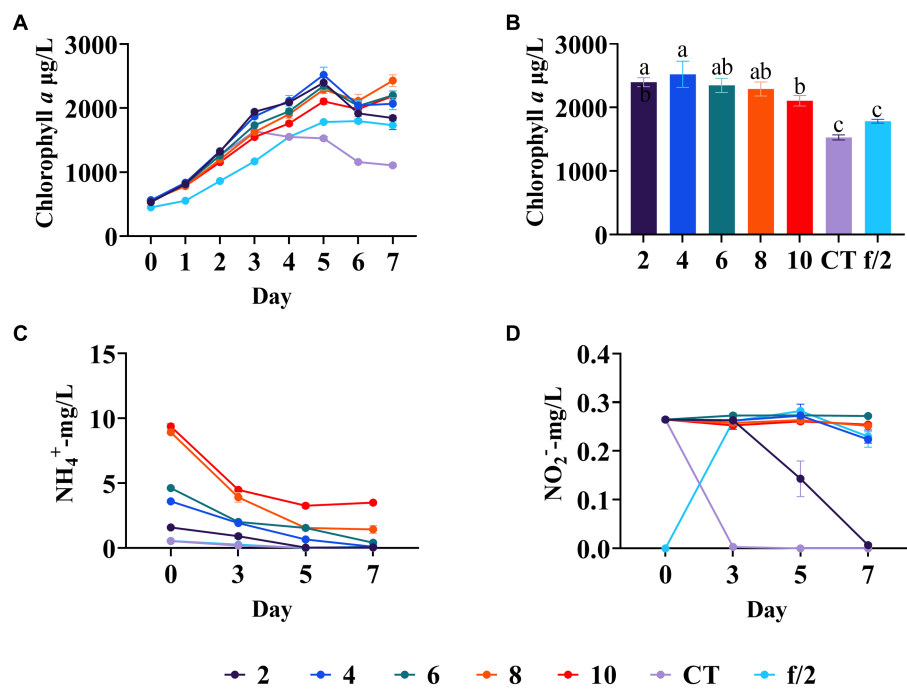 A
Chlorophyll a µg/L
3000
2000
1000
0
0 1 2 3 4 5 6 7
Day
B
Chlorophyll a µg/L
3000
2000
1000
0
a
b
a
ab
ab
b
c
c
2 4 6 8 10 CT f/2
C
NH₄⁺-mg/L
15
10
5
0
0 3 5 7
Day
D
NO₂⁻-mg/L
0.4
0.3
0.2
0.1
0.0
0 3 5 7
Day
2 4 6 8 10 CT f/2